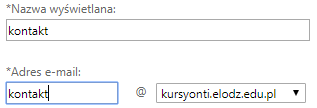 *Nazwa wyświetlana:
kontakt
*Adres e-mail:
kontakt @ kursyonti.elodz.edu.pl